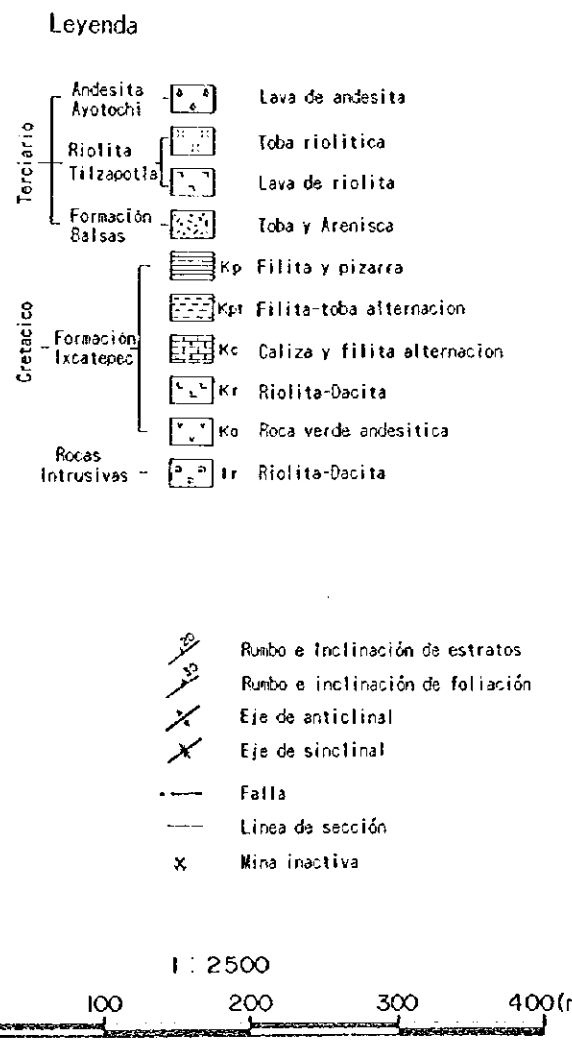 Leyenda
Terciario
Andesita Ayotochi
Lava de andesita
Riolita Tilzapotla
Toba riolitica
Lava de riolita
Formación Balsas
Toba y Arenisca
Cretacico
Formación Ixcatepec
Kp Filita y pizarra
Kpt Filita-toba alternacion
Kc Caliza y filita alternacion
Kr Riolita-Dacita
Ka Roca verde andesitica
Rocas Intrusivas
Ir Riolita-Dacita
20 Rumbo e Inclinación de estratos
30 Rumbo e inclinación de foliación
Eje de anticlinal
Eje de sinclinal
Falla
Linea de sección
Mina inactiva
1 : 2500
100 200 300 400(m